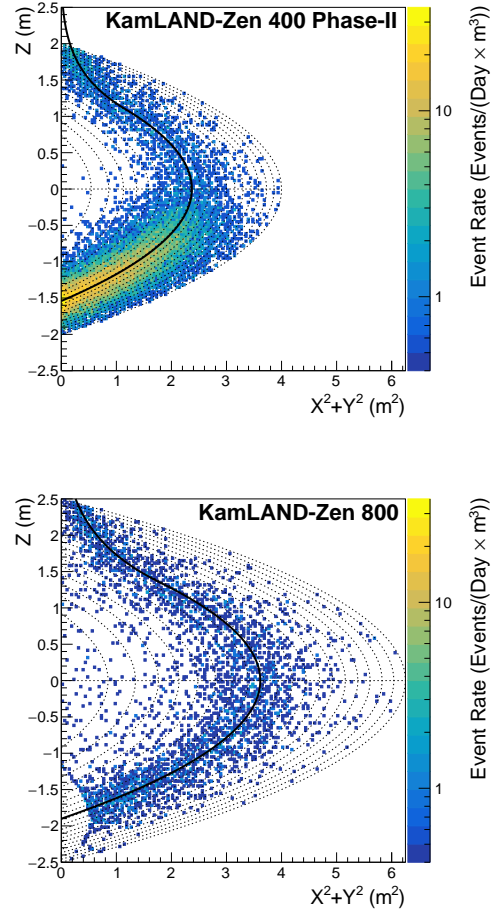 KamLAND-Zen 400 Phase-II
Z (m)
2.5
2
1.5
1
0.5
0
−0.5
−1
−1.5
−2
−2.5
0 1 2 3 4 5 6
X²+Y² (m²)
10
1
Event Rate (Events/(Day × m³))
KamLAND-Zen 800
Z (m)
2.5
2
1.5
1
0.5
0
−0.5
−1
−1.5
−2
−2.5
0 1 2 3 4 5 6
X²+Y² (m²)
10
1
Event Rate (Events/(Day × m³))